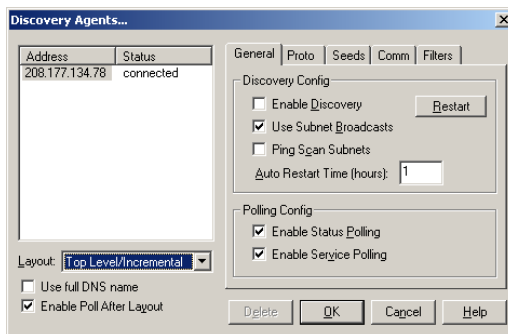 Discovery Agents...
Address Status
208.177.134.78 connected
Layout: Top Level/Incremental
Use full DNS name
Enable Poll After Layout
General Proto Seeds Comm Filters
Discovery Config
Enable Discovery Restart
Use Subnet Broadcasts
Ping Scan Subnets
Auto Restart Time (hours): 1
Polling Config
Enable Status Polling
Enable Service Polling
Delete OK Cancel Help